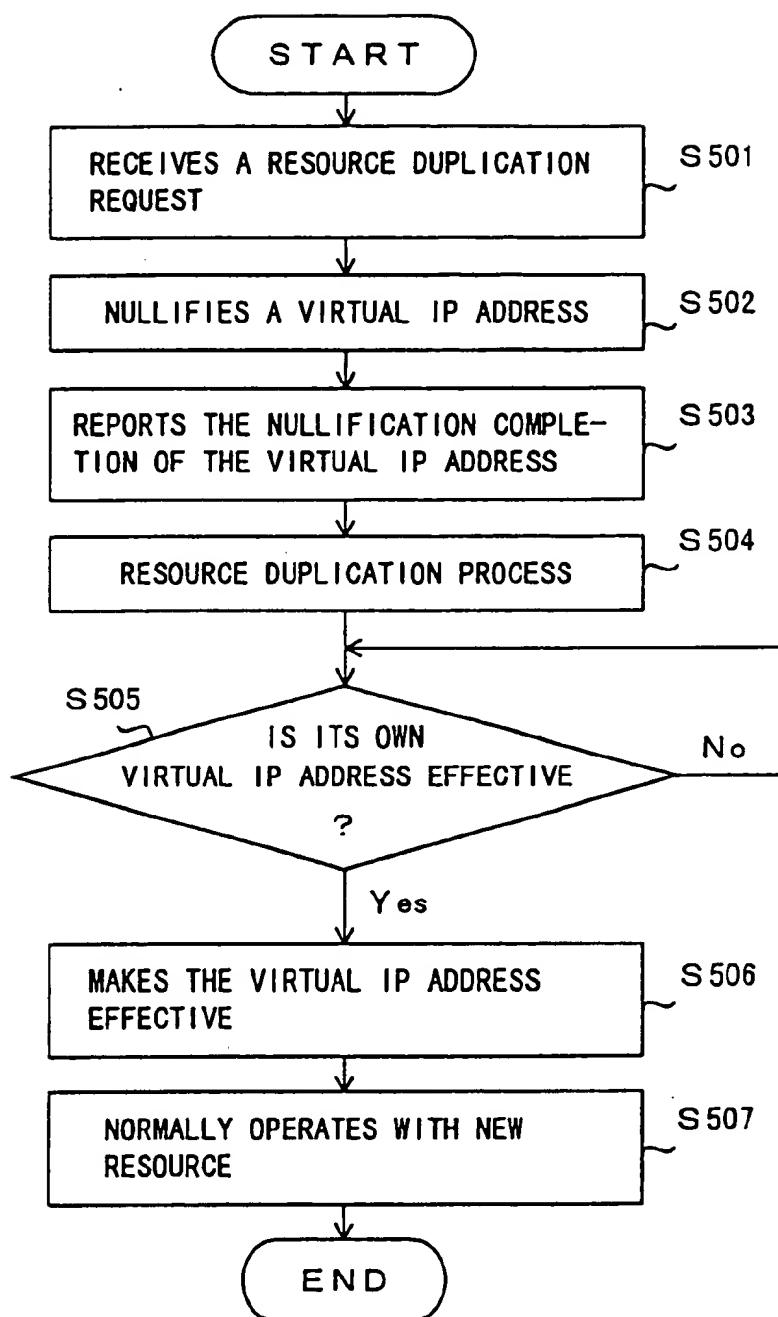 START
RECEIVES A RESOURCE DUPLICATION
REQUEST
S501
NULLIFIES A VIRTUAL IP ADDRESS
S502
REPORTS THE NULLIFICATION COMPLE-
TION OF THE VIRTUAL IP ADDRESS
S503
RESOURCE DUPLICATION PROCESS
S504
S505
IS ITS OWN
VIRTUAL IP ADDRESS EFFECTIVE
?
No
Yes
MAKES THE VIRTUAL IP ADDRESS
EFFECTIVE
S506
NORMALLY OPERATES WITH NEW
RESOURCE
S507
END